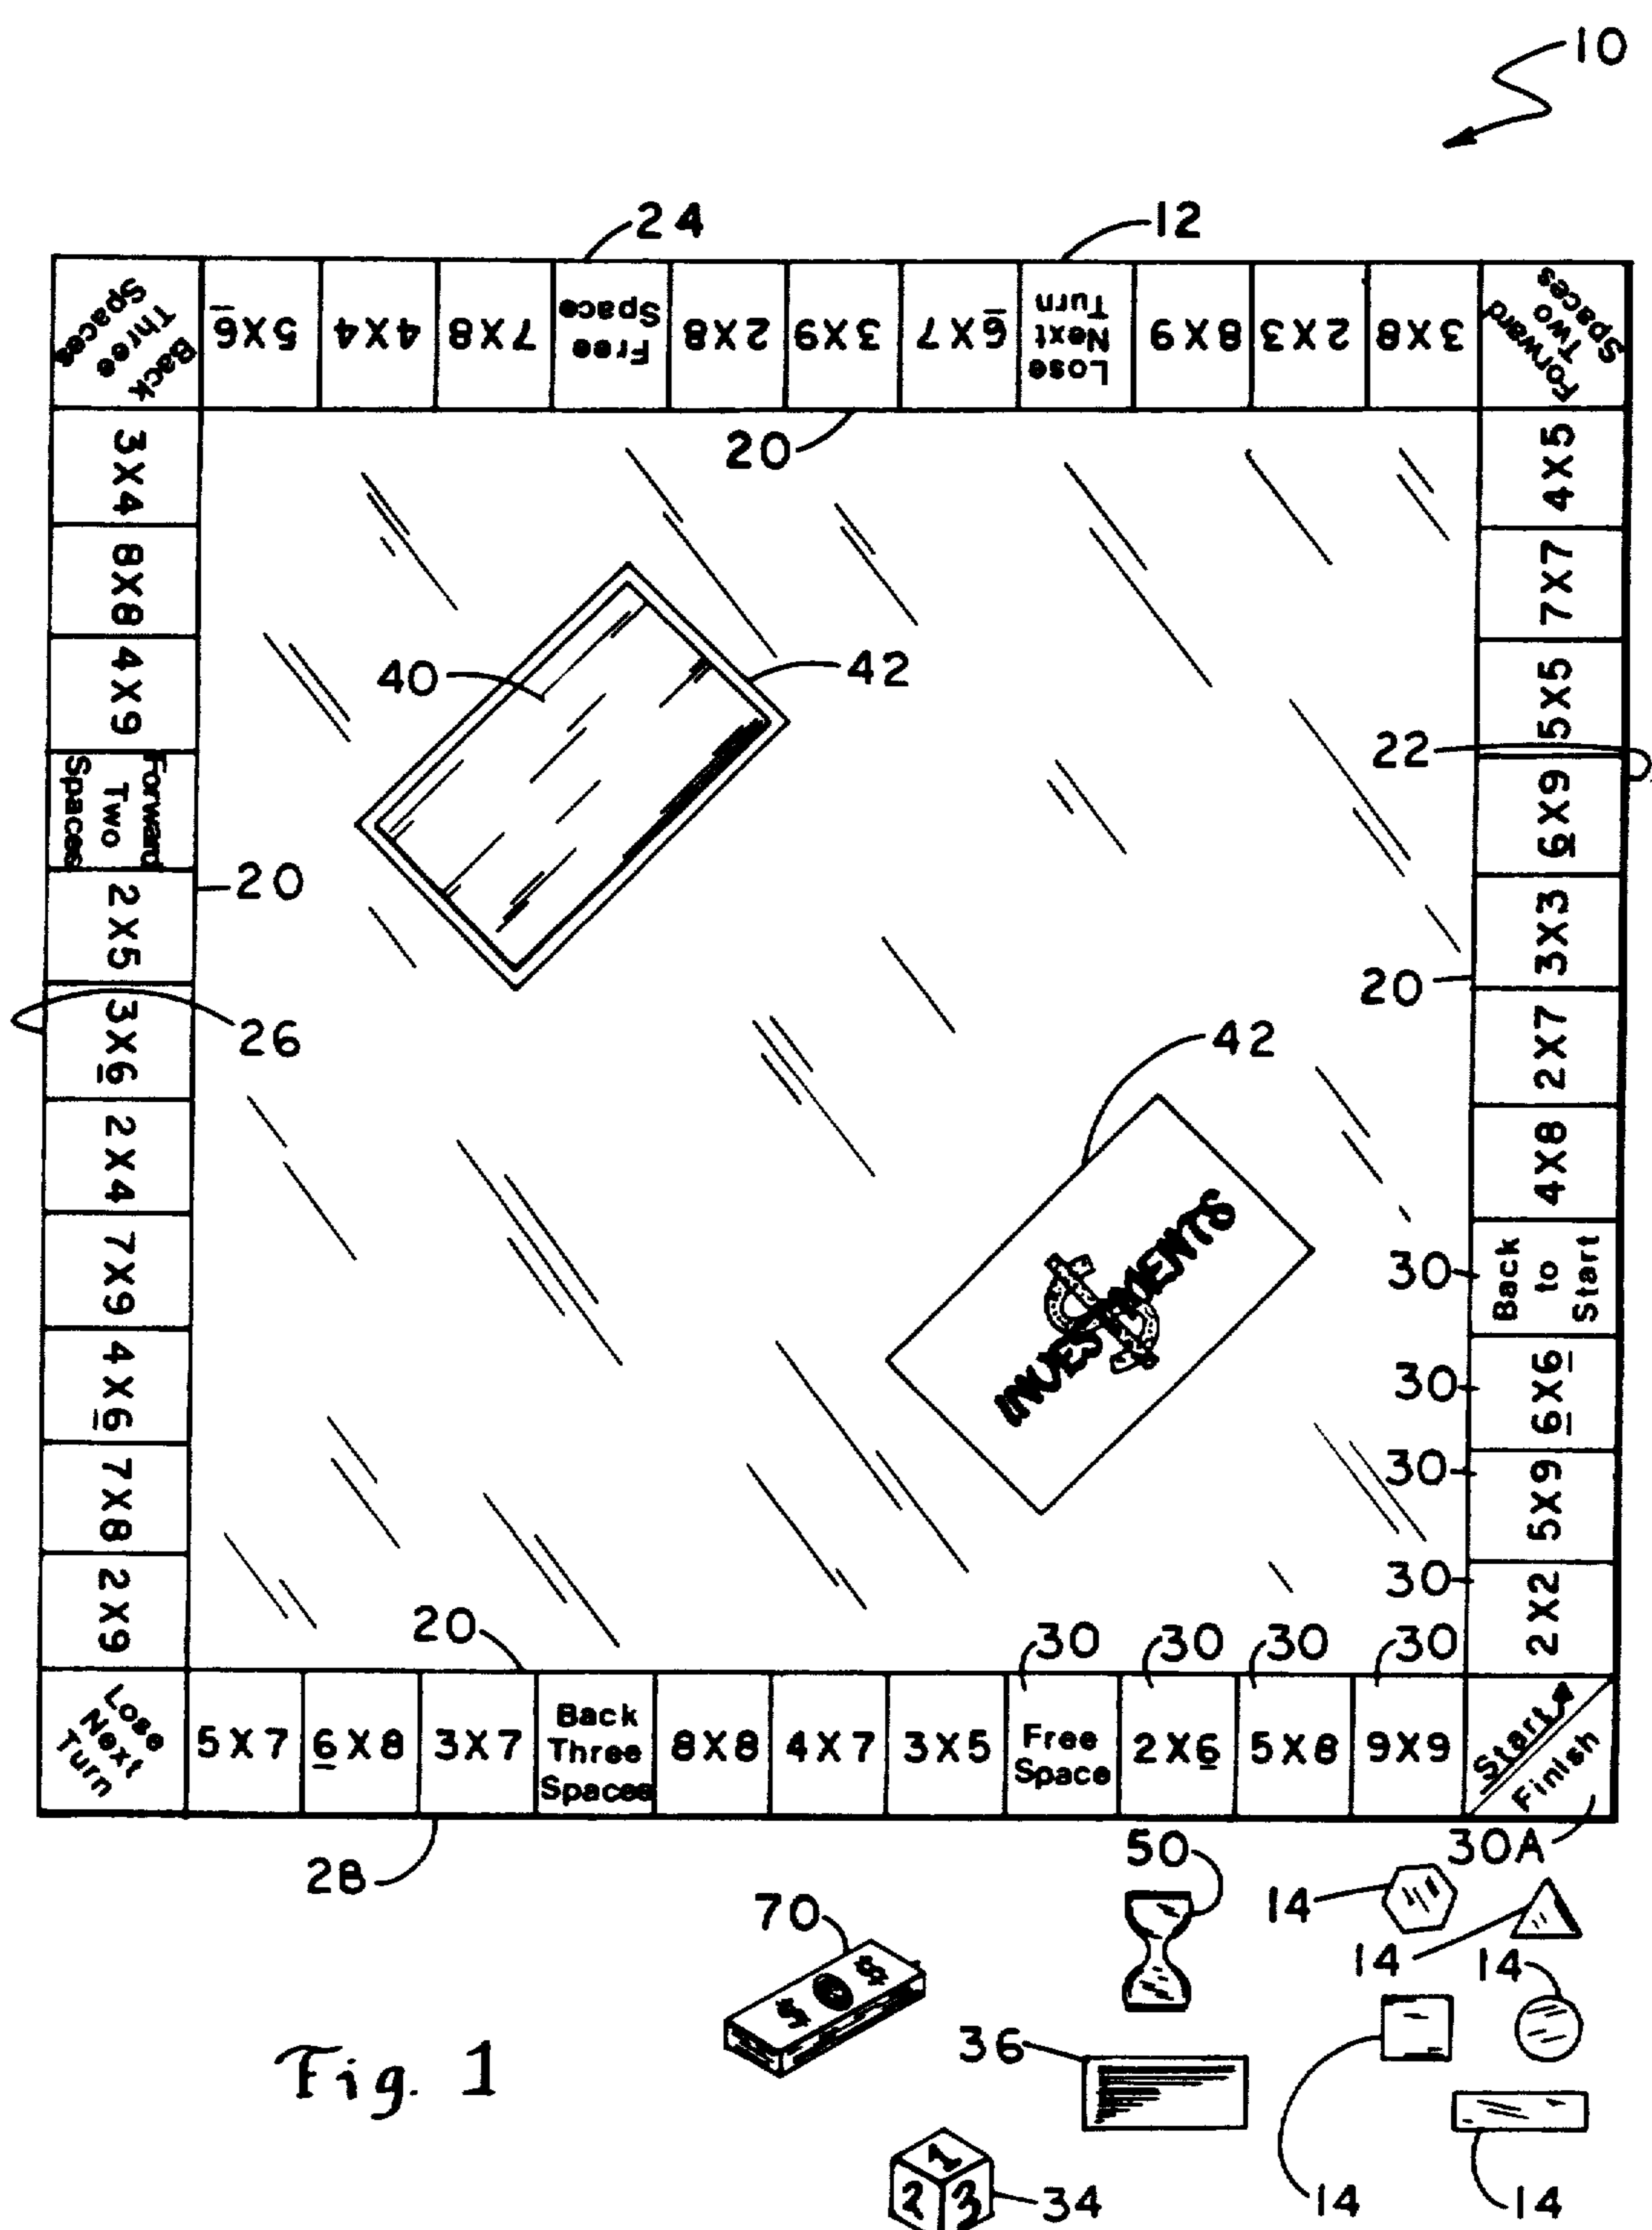 10
24
12
Back
Three
Spaces
5X6
4X4
7X8
Free
Space
2X8
3X9
6X7
Lose
Next
Turn
8X9
2X3
3X8
Forward
Two
Spaces
20
3X4
8X8
4X9
Forward
Two
Spaces
2X5
3X6
2X4
7X9
4X6
7X8
2X9
40
42
20
26
42
INVESTMENTS
4X5
7X7
5X5
22
6X9
3X3
20
2X7
4X8
30
Back
to
Start
30
6X6
30
5X9
30
2X2
20
30
30
30
30
Lose
Next
Turn
5X7
6X8
3X7
Back
Three
Spaces
8X8
4X7
3X5
Free
Space
2X6
5X8
9X9
Start
Finish
28
50
30A
70
$ 0 $
14
14
14
36
Fig. 1
1
2 3
34
14
14